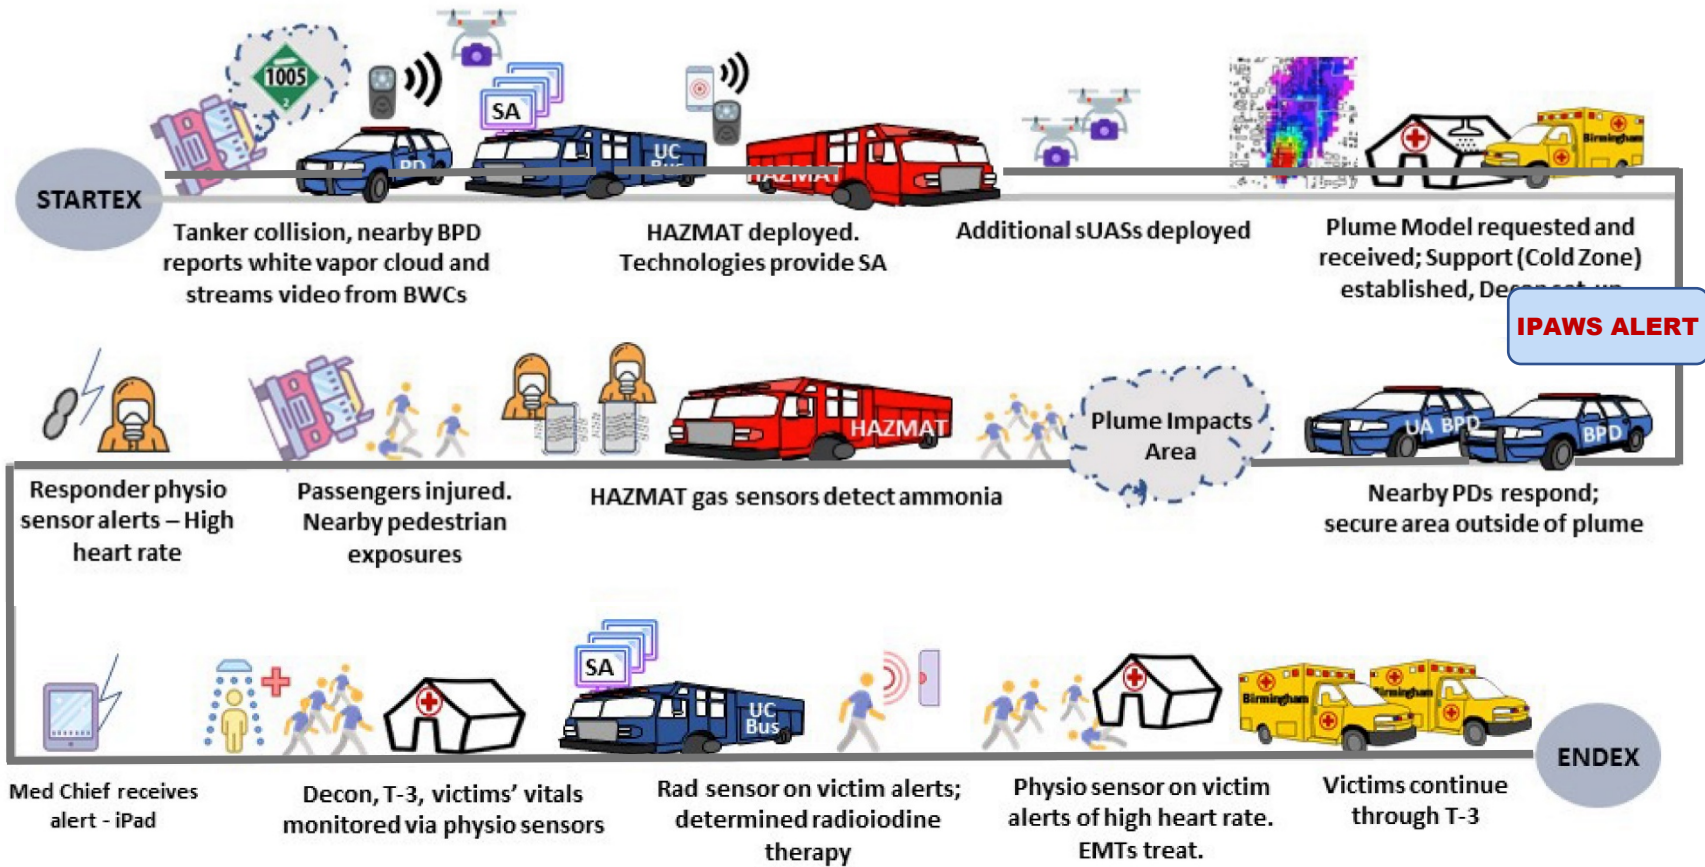 1005
2
SA
PD
UC
Bus
HAZMAT
Birmingham
STARTEX
Tanker collision, nearby BPD
reports white vapor cloud and
streams video from BWCs
HAZMAT deployed.
Technologies provide SA
Additional sUASs deployed
Plume Model requested and
received; Support (Cold Zone)
established, Decon set-up
IPAWS ALERT
HAZMAT
Plume Impacts
Area
UA BPD
BPD
Responder physio
sensor alerts – High
heart rate
Passengers injured.
Nearby pedestrian
exposures
HAZMAT gas sensors detect ammonia
Nearby PDs respond;
secure area outside of plume
SA
UC
Bus
Birmingham
Birmingham
ENDEX
Med Chief receives
alert - iPad
Decon, T-3, victims’ vitals
monitored via physio sensors
Rad sensor on victim alerts;
determined radioiodine
therapy
Physio sensor on victim
alerts of high heart rate.
EMTs treat.
Victims continue
through T-3